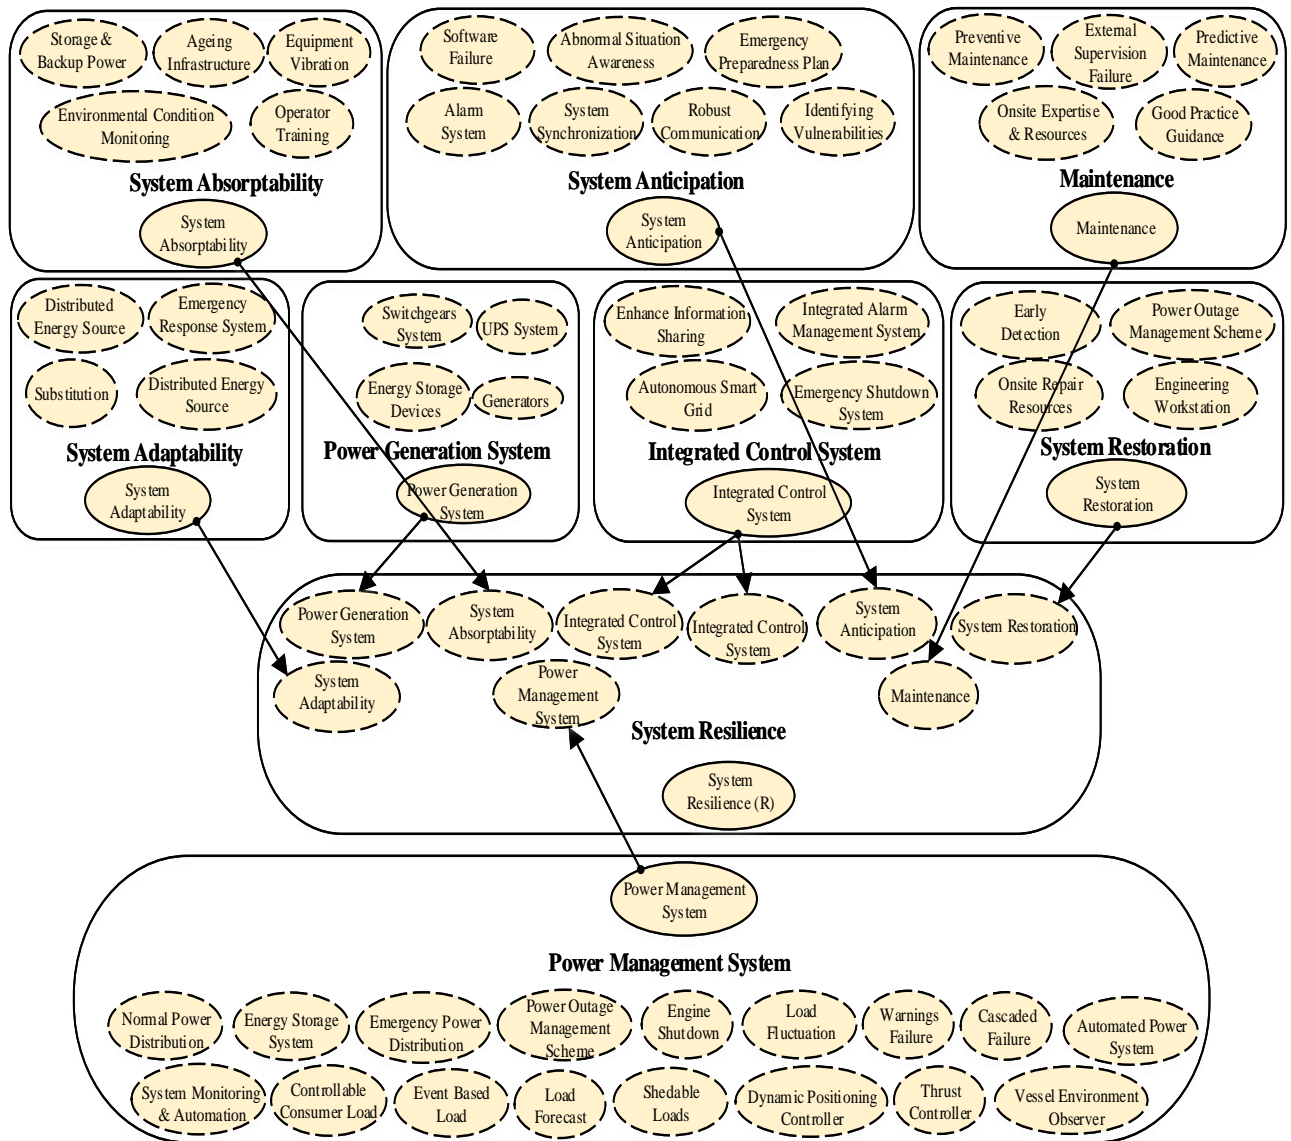 Storage &
Backup Power
Ageing
Infrastructure
Equipment
Vibration
Environmental Condition
Monitoring
Operator
Training
System Absorptability
System
Absorptability
Software
Failure
Abnormal Situation
Awareness
Emergency
Preparedness Plan
Alarm
System
System
Synchronization
Robust
Communication
Identifying
Vulnerabilities
System Anticipation
System
Anticipation
Preventive
Maintenance
External
Supervision
Failure
Predictive
Maintenance
Onsite Expertise
& Resources
Good Practice
Guidance
Maintenance
Maintenance
Distributed
Energy Source
Emergency
Response System
Substitution
Distributed Energy
Source
System Adaptability
System
Adaptability
Switchgears
System
UPS System
Energy Storage
Devices
Generators
Power Generation System
Power Generation
System
Enhance Information
Sharing
Integrated Alarm
Management System
Autonomous Smart
Grid
Emergency Shutdown
System
Integrated Control System
Integrated Control
System
Early
Detection
Power Outage
Management Scheme
Onsite Repair
Resources
Engineering
Workstation
System Restoration
System
Restoration
Power Generation
System
System
Absorptability
Integrated Control
System
Integrated Control
System
System
Anticipation
System Restoration
System
Adaptability
Power
Management
System
Maintenance
System Resilience
System
Resilience (R)
Power Management
System
Power Management System
Normal Power
Distribution
Energy Storage
System
Emergency Power
Distribution
Power Outage
Management
Scheme
Engine
Shutdown
Load
Fluctuation
Warnings
Failure
Cascaded
Failure
Automated Power
System
System Monitoring
& Automation
Controllable
Consumer Load
Event Based
Load
Load
Forecast
Shedable
Loads
Dynamic Positioning
Controller
Thrust
Controller
Vessel Environment
Observer